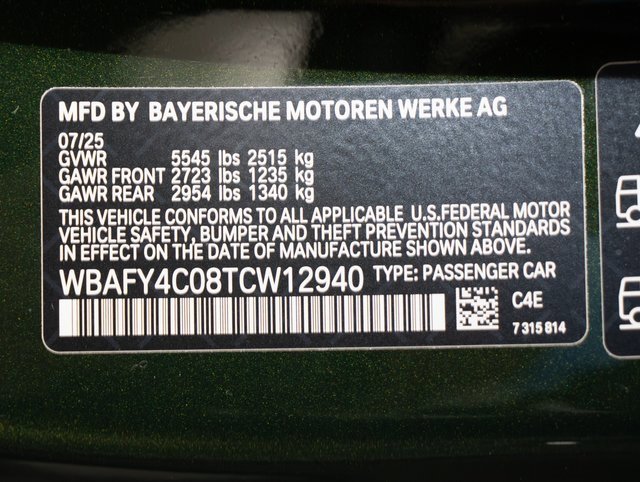 MFD BY BAYERISCHE MOTOREN WERKE AG
07/25
GVWR 5545 lbs 2515 kg
GAWR FRONT 2723 lbs 1235 kg
GAWR REAR 2954 lbs 1340 kg
THIS VEHICLE CONFORMS TO ALL APPLICABLE U.S.FEDERAL MOTOR
VEHICLE SAFETY, BUMPER AND THEFT PREVENTION STANDARDS
IN EFFECT ON THE DATE OF MANUFACTURE SHOWN ABOVE.
WBAFY4C08TCW12940 TYPE: PASSENGER CAR
C4E
7 315 814